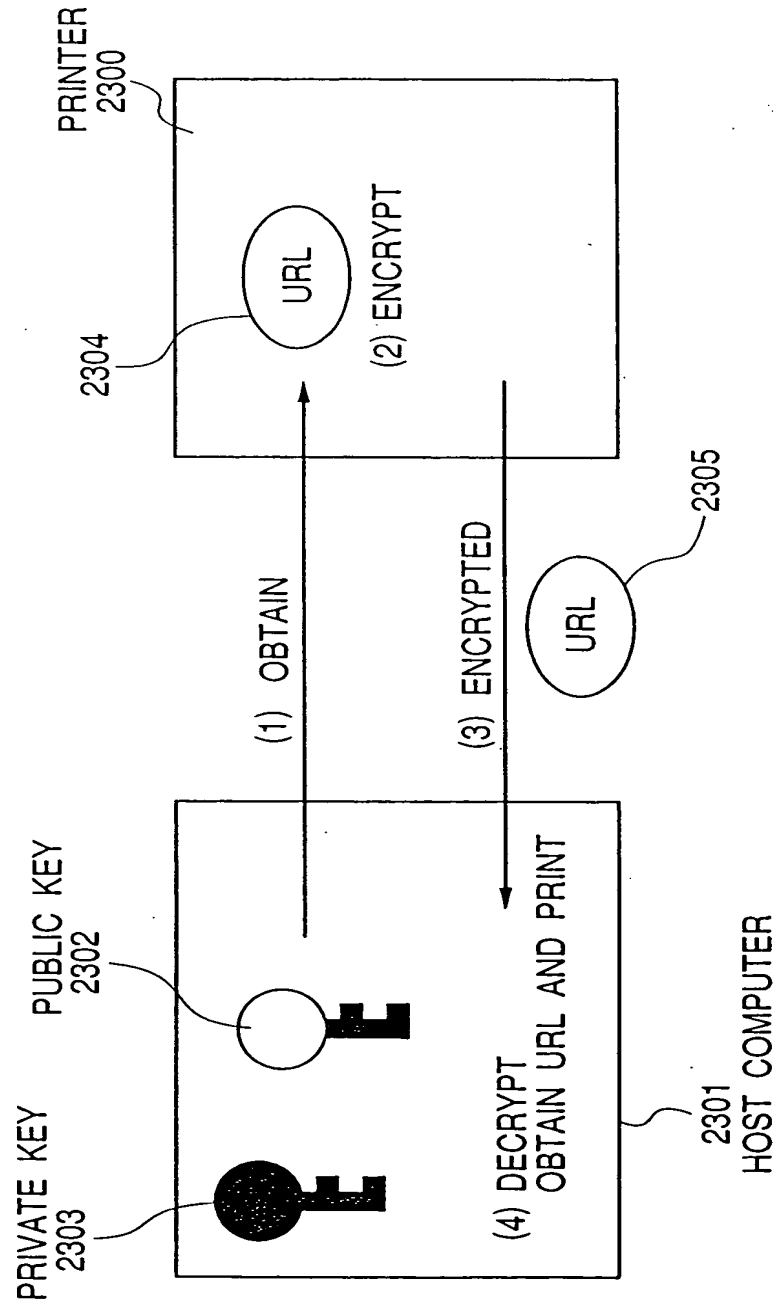 PRIVATE KEY
2303
PUBLIC KEY
2302
(1) OBTAIN
2304
PRINTER
2300
URL
(2) ENCRYPT
(3) ENCRYPTED
URL
2305
(4) DECRYPT
OBTAIN URL AND PRINT
2301
HOST COMPUTER